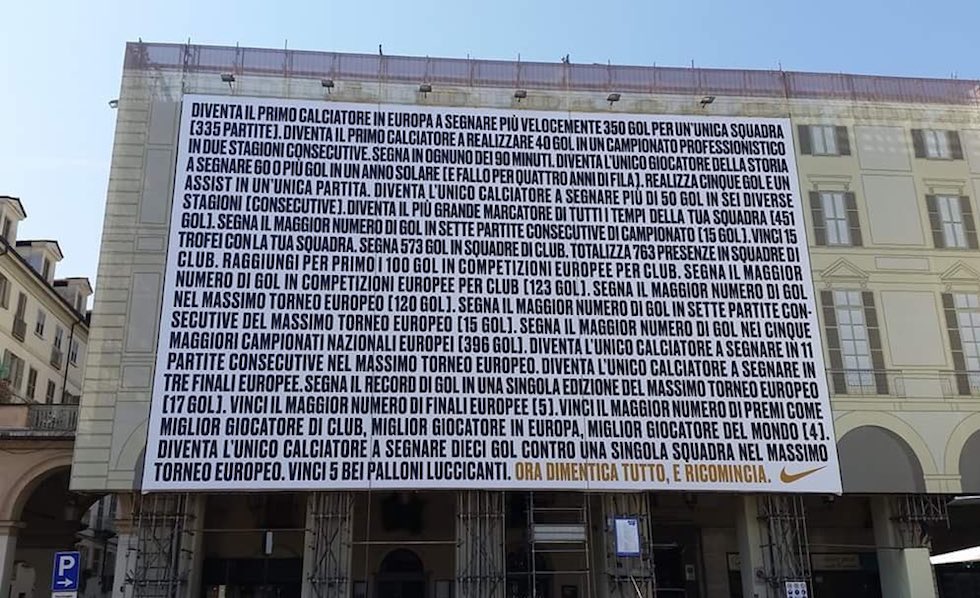 DIVENTA IL PRIMO CALCIATORE IN EUROPA A SEGNARE PIÙ VELOCEMENTE 350 GOL PER UN'UNICA SQUADRA
[335 PARTITE]. DIVENTA IL PRIMO CALCIATORE A REALIZZARE 40 GOL IN UN CAMPIONATO PROFESSIONISTICO
IN DUE STAGIONI CONSECUTIVE. SEGNA IN OGNUNO DEI 90 MINUTI. DIVENTA L'UNICO GIOCATORE DELLA STORIA
A SEGNARE 60 O PIÙ GOL IN UN ANNO SOLARE [E FALLO PER QUATTRO ANNI DI FILA]. REALIZZA CINQUE GOL E UN
ASSIST IN UN'UNICA PARTITA. DIVENTA L'UNICO CALCIATORE A SEGNARE PIÙ DI 50 GOL IN SEI DIVERSE
STAGIONI [CONSECUTIVE]. DIVENTA IL PIÙ GRANDE MARCATORE DI TUTTI I TEMPI DELLA TUA SQUADRA [451
GOL]. SEGNA IL MAGGIOR NUMERO DI GOL IN SETTE PARTITE CONSECUTIVE DI CAMPIONATO [15 GOL]. VINCI 15
TROFEI CON LA TUA SQUADRA. SEGNA 573 GOL IN SQUADRE DI CLUB. TOTALIZZA 763 PRESENZE IN SQUADRE DI
CLUB. RAGGIUNGI PER PRIMO I 100 GOL IN COMPETIZIONI EUROPEE PER CLUB. SEGNA IL MAGGIOR
NUMERO DI GOL IN COMPETIZIONI EUROPEE PER CLUB [123 GOL]. SEGNA IL MAGGIOR NUMERO DI GOL
NEL MASSIMO TORNEO EUROPEO [120 GOL]. SEGNA IL MAGGIOR NUMERO DI GOL IN SETTE PARTITE CON-
SECUTIVE DEL MASSIMO TORNEO EUROPEO [15 GOL]. SEGNA IL MAGGIOR NUMERO DI GOL NEI CINQUE
MAGGIORI CAMPIONATI NAZIONALI EUROPEI [396 GOL]. DIVENTA L'UNICO CALCIATORE A SEGNARE IN 11
PARTITE CONSECUTIVE NEL MASSIMO TORNEO EUROPEO. DIVENTA L'UNICO CALCIATORE A SEGNARE IN
TRE FINALI EUROPEE. SEGNA IL RECORD DI GOL IN UNA SINGOLA EDIZIONE DEL MASSIMO TORNEO EUROPEO
[17 GOL]. VINCI IL MAGGIOR NUMERO DI FINALI EUROPEE [5]. VINCI IL MAGGIOR NUMERO DI PREMI COME
MIGLIOR GIOCATORE DI CLUB, MIGLIOR GIOCATORE IN EUROPA, MIGLIOR GIOCATORE DEL MONDO [4].
DIVENTA L'UNICO CALCIATORE A SEGNARE DIECI GOL CONTRO UNA SINGOLA SQUADRA NEL MASSIMO
TORNEO EUROPEO. VINCI 5 BEI PALLONI LUCCICANTI. ORA DIMENTICA TUTTO, E RICOMINCIA.
P